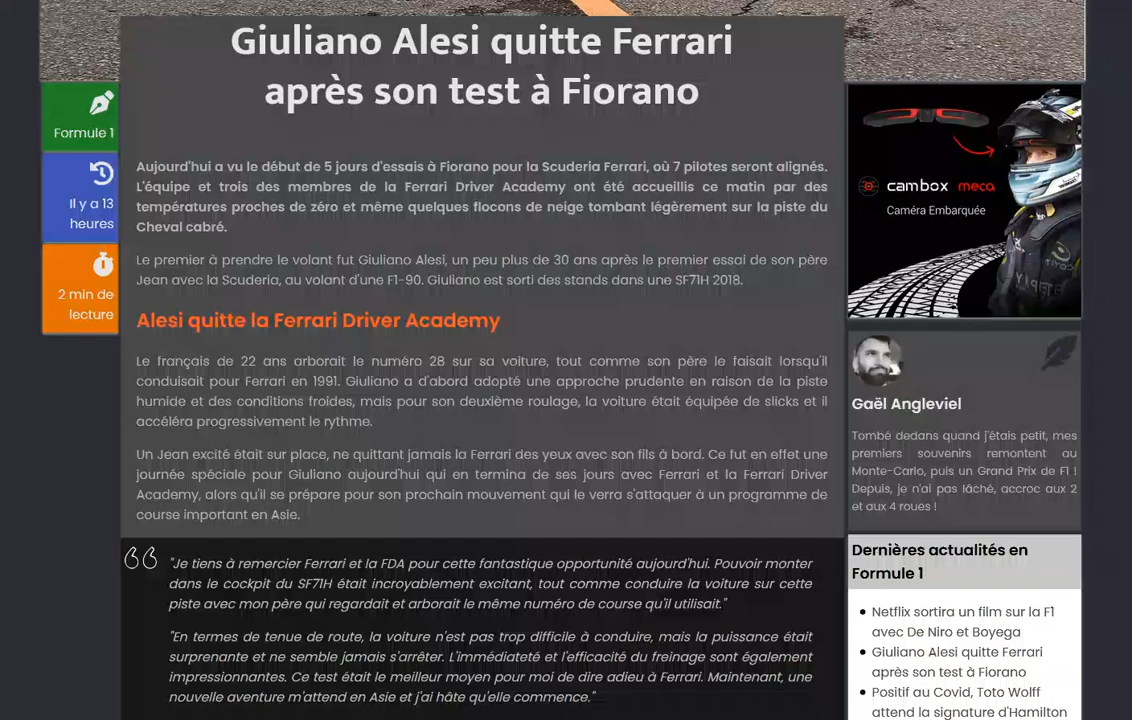 Giuliano Alesi quitte Ferrari
après son test à Fiorano
Formule 1
Il y a 13
heures
2 min de
lecture
Aujourd'hui a vu le début de 5 jours d'essais à Fiorano pour la Scuderia Ferrari, où 7 pilotes seront alignés.
L'équipe et trois des membres de la Ferrari Driver Academy ont été accueillis ce matin par des
températures proches de zéro et même quelques flocons de neige tombant légèrement sur la piste du
Cheval cabré.
Le premier à prendre le volant fut Giuliano Alesi, un peu plus de 30 ans après le premier essai de son père
Jean avec la Scuderia, au volant d'une F1-90. Giuliano est sorti des stands dans une SF71H 2018.
Alesi quitte la Ferrari Driver Academy
Le français de 22 ans arborait le numéro 28 sur sa voiture, tout comme son père le faisait lorsqu'il
conduisait pour Ferrari en 1991. Giuliano a d'abord adopté une approche prudente en raison de la piste
humide et des conditions froides, mais pour son deuxième roulage, la voiture était équipée de slicks et il
accéléra progressivement le rythme.
Un Jean excité était sur place, ne quittant jamais la Ferrari des yeux avec son fils à bord. Ce fut en effet une
journée spéciale pour Giuliano aujourd'hui qui en termina de ses jours avec Ferrari et la Ferrari Driver
Academy, alors qu'il se prépare pour son prochain mouvement qui le verra s'attaquer à un programme de
course important en Asie.
"Je tiens à remercier Ferrari et la FDA pour cette fantastique opportunité aujourd'hui. Pouvoir monter
dans le cockpit du SF71H était incroyablement excitant, tout comme conduire la voiture sur cette
piste avec mon père qui regardait et arborait le même numéro de course qu'il utilisait."
"En termes de tenue de route, la voiture n'est pas trop difficile à conduire, mais la puissance était
surprenante et ne semble jamais s'arrêter. L'immédiateté et l'efficacité du freinage sont également
impressionnantes. Ce test était le meilleur moyen pour moi de dire adieu à Ferrari. Maintenant, une
nouvelle aventure m'attend en Asie et j'ai hâte qu'elle commence."
cambox meca
Caméra Embarquée
Gaël Angleviel
Tombé dedans quand j'étais petit, mes
premiers souvenirs remontent au
Monte-Carlo, puis un Grand Prix de F1 !
Depuis, je n'ai pas lâché, accroc aux 2
et aux 4 roues !
Dernières actualités en
Formule 1
Netflix sortira un film sur la F1
avec De Niro et Boyega
Giuliano Alesi quitte Ferrari
après son test à Fiorano
Positif au Covid, Toto Wolff
attend la signature d'Hamilton